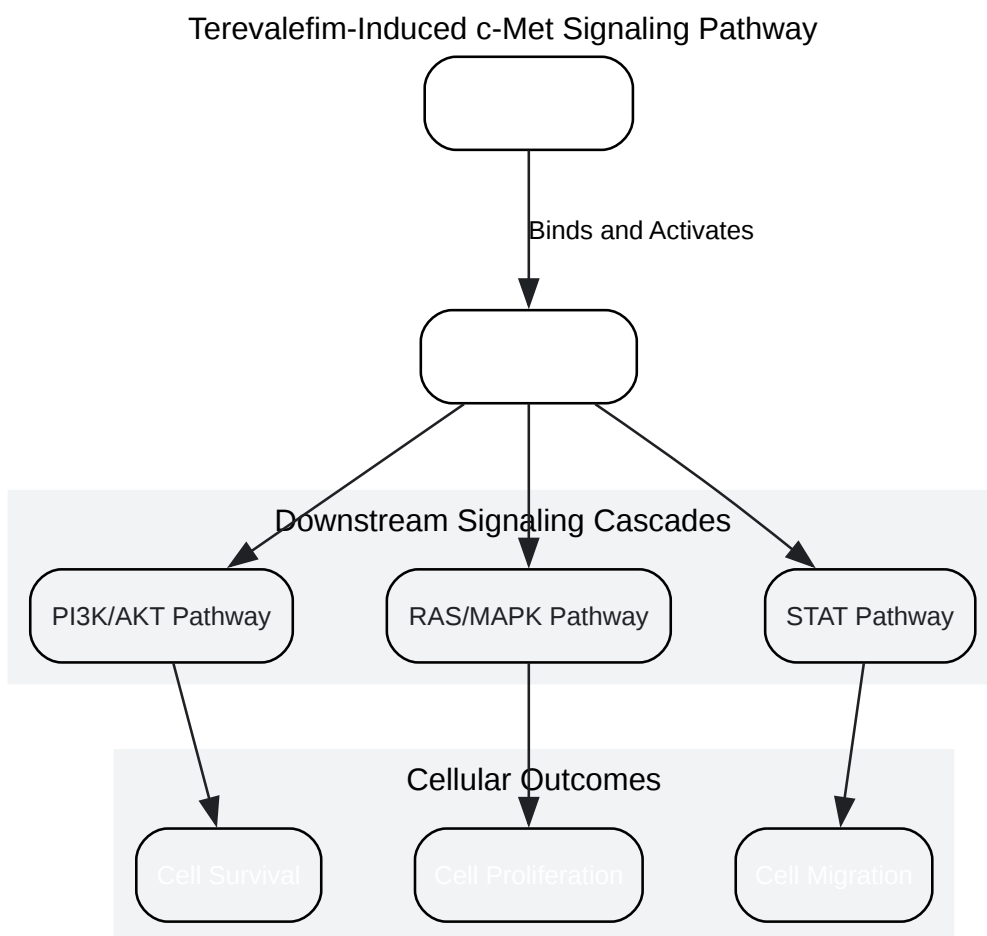 Terevalefim-Induced c-Met Signaling Pathway
Binds and Activates
Downstream Signaling Cascades
PI3K/AKT Pathway
RAS/MAPK Pathway
STAT Pathway
Cellular Outcomes
Cell Survival
Cell Proliferation
Cell Migration